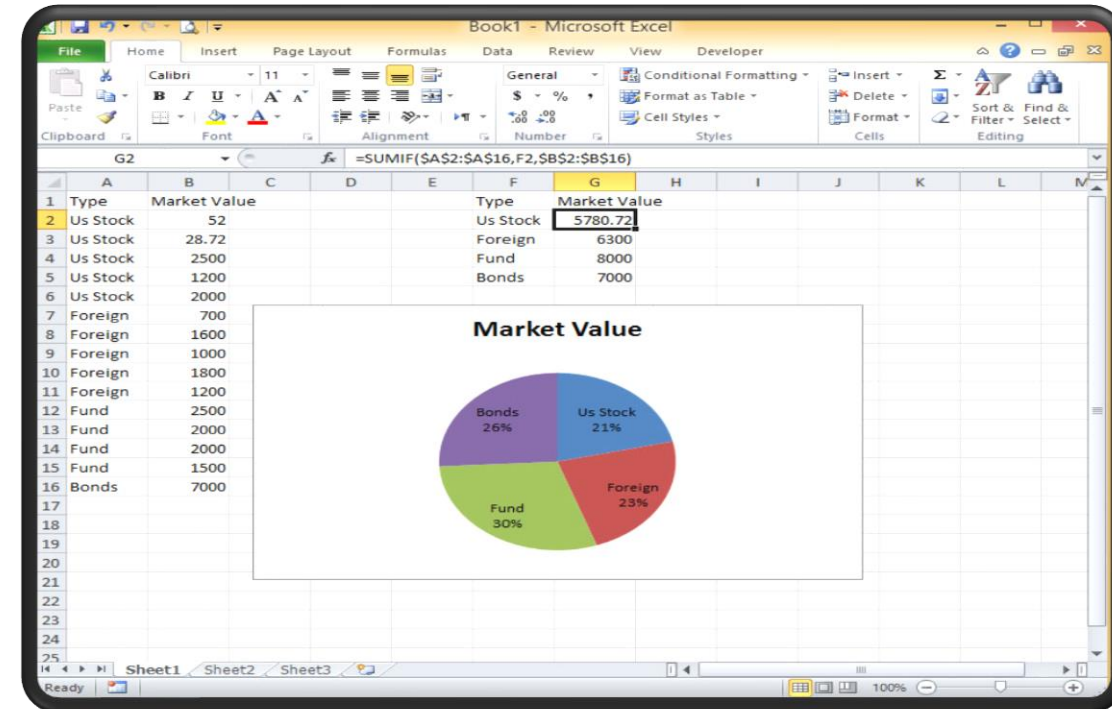 Book1 - Microsoft Excel
File Home Insert Page Layout Formulas Data Review View Developer
Calibri 11 General Conditional Formatting Insert Σ
Paste B I U A A $ % , Format as Table Delete Sort & Find &
A .00 .0 Cell Styles Format Filter Select
Clipboard Font Alignment Number Styles Cells Editing
G2 fx =SUMIF($A$2:$A$16,F2,$B$2:$B$16)
A B C D E F G H I J K L M
1 Type Market Value Type Market Value
2 Us Stock 52 Us Stock 5780.72
3 Us Stock 28.72 Foreign 6300
4 Us Stock 2500 Fund 8000
5 Us Stock 1200 Bonds 7000
6 Us Stock 2000
7 Foreign 700
8 Foreign 1600
9 Foreign 1000
10 Foreign 1800
11 Foreign 1200
12 Fund 2500
13 Fund 2000
14 Fund 2000
15 Fund 1500
16 Bonds 7000
17
18
19
20
21
22
23
24
25
Market Value
Us Stock
21%
Foreign
23%
Fund
30%
Bonds
26%
Sheet1 Sheet2 Sheet3
Ready 100%